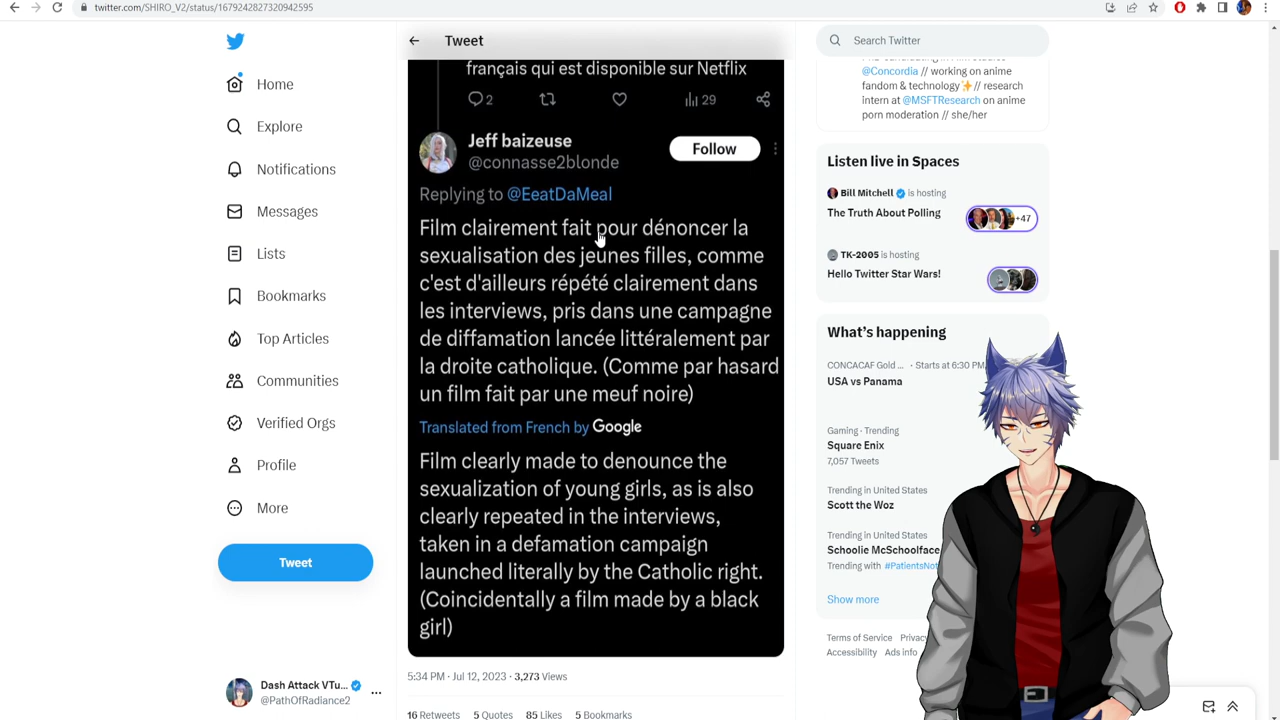 twitter.com/SHIRO_V2/status/1679242827320942595
Home
Explore
Notifications
Messages
Lists
Bookmarks
Top Articles
Communities
Verified Orgs
Profile
More
Tweet
Dash Attack VTu...
@PathOfRadiance2
Tweet
français qui est disponible sur Netflix
2
29
Jeff baizeuse
@connasse2blonde
Follow
Replying to @EeatDaMeal
Film clairement fait pour dénoncer la
sexualisation des jeunes filles, comme
c'est d'ailleurs répété clairement dans
les interviews, pris dans une campagne
de diffamation lancée littéralement par
la droite catholique. (Comme par hasard
un film fait par une meuf noire)
Translated from French by Google
Film clearly made to denounce the
sexualization of young girls, as is also
clearly repeated in the interviews,
taken in a defamation campaign
launched literally by the Catholic right.
(Coincidentally a film made by a black
girl)
5:34 PM · Jul 12, 2023 · 3,273 Views
16 Retweets 5 Quotes 85 Likes 5 Bookmarks
Search Twitter
@Concordia // working on anime
fandom & technology✨// research
intern at @MSFTResearch on anime
porn moderation // she/her
Listen live in Spaces
Bill Mitchell is hosting
The Truth About Polling
+47
TK-2005 is hosting
Hello Twitter Star Wars!
What's happening
CONCACAF Gold ... · Starts at 6:30 PM
USA vs Panama
Gaming · Trending
Square Enix
7,057 Tweets
Trending in United States
Scott the Woz
Trending in United States
Schoolie McSchoolface
Trending with #PatientsNot
Show more
Terms of Service Privac
Accessibility Ads info